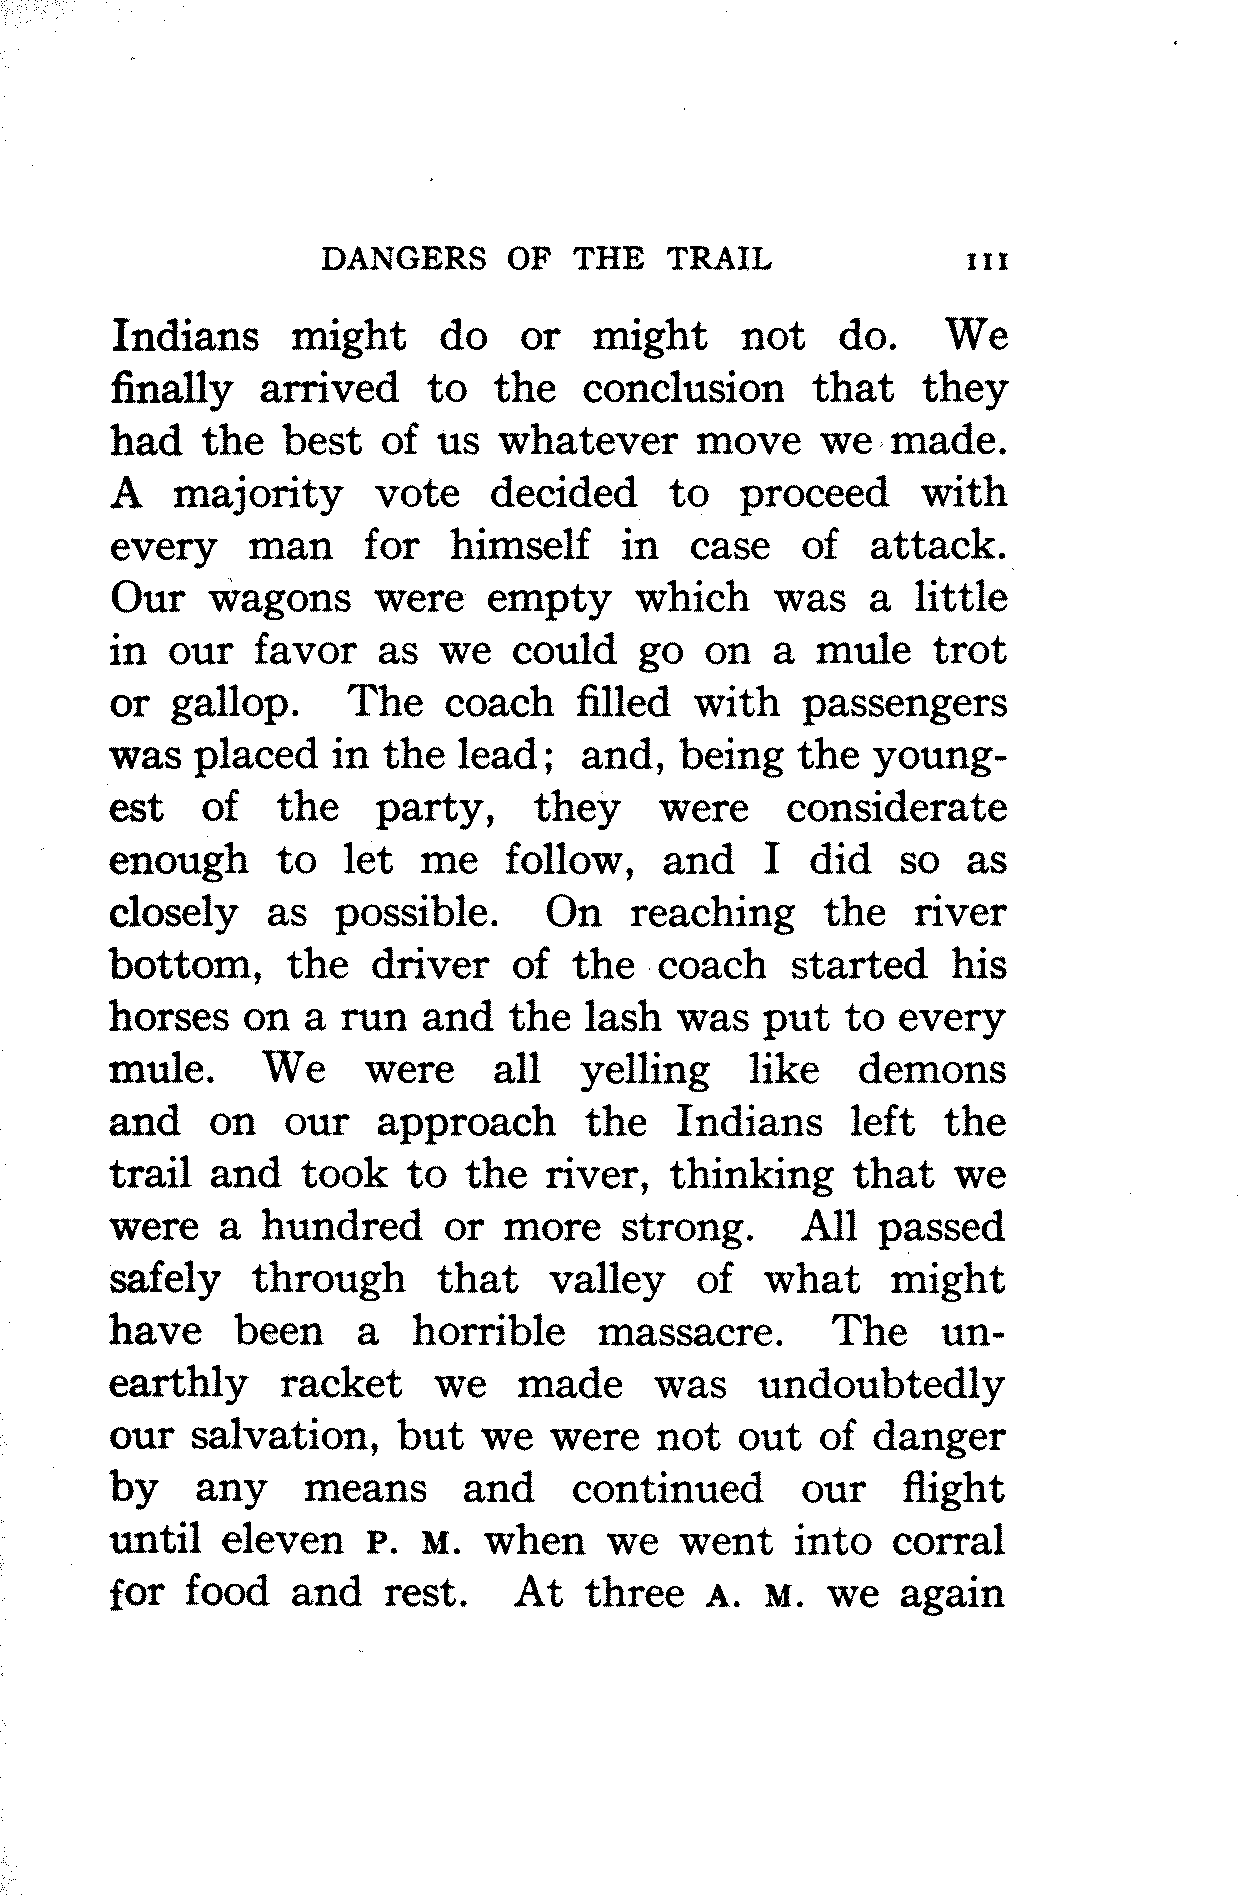 DANGERS OF THE TRAIL 111
Indians might do or might not do. We
finally arrived to the conclusion that they
had the best of us whatever move we made.
A majority vote decided to proceed with
every man for himself in case of attack.
Our wagons were empty which was a little
in our favor as we could go on a mule trot
or gallop. The coach filled with passengers
was placed in the lead; and, being the young-
est of the party, they were considerate
enough to let me follow, and I did so as
closely as possible. On reaching the river
bottom, the driver of the coach started his
horses on a run and the lash was put to every
mule. We were all yelling like demons
and on our approach the Indians left the
trail and took to the river, thinking that we
were a hundred or more strong. All passed
safely through that valley of what might
have been a horrible massacre. The un-
earthly racket we made was undoubtedly
our salvation, but we were not out of danger
by any means and continued our flight
until eleven P. M. when we went into corral
for food and rest. At three A. M. we again